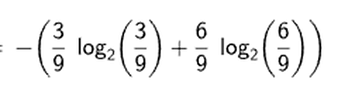 = −(3/9 log₂(3/9) + 6/9 log₂(6/9))